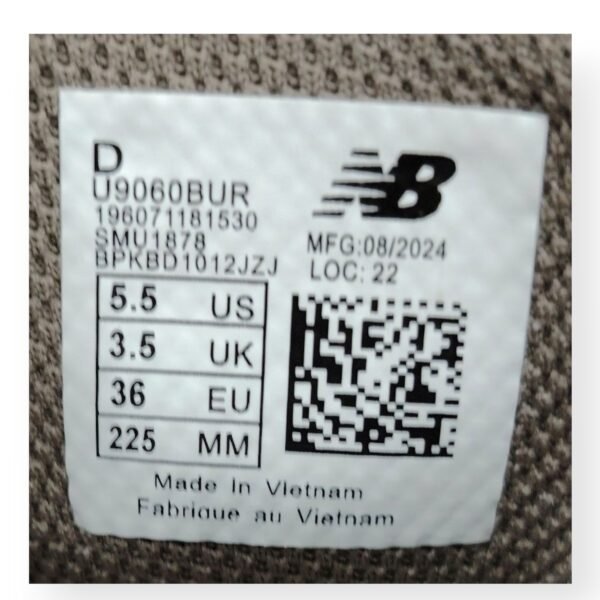 D
U9060BUR
196071181530
SMU1878
BPKBD1012JZJ
NB
MFG:08/2024
LOC: 22
5.5 US
3.5 UK
36 EU
225 MM
Made In Vietnam
Fabrique au Vietnam